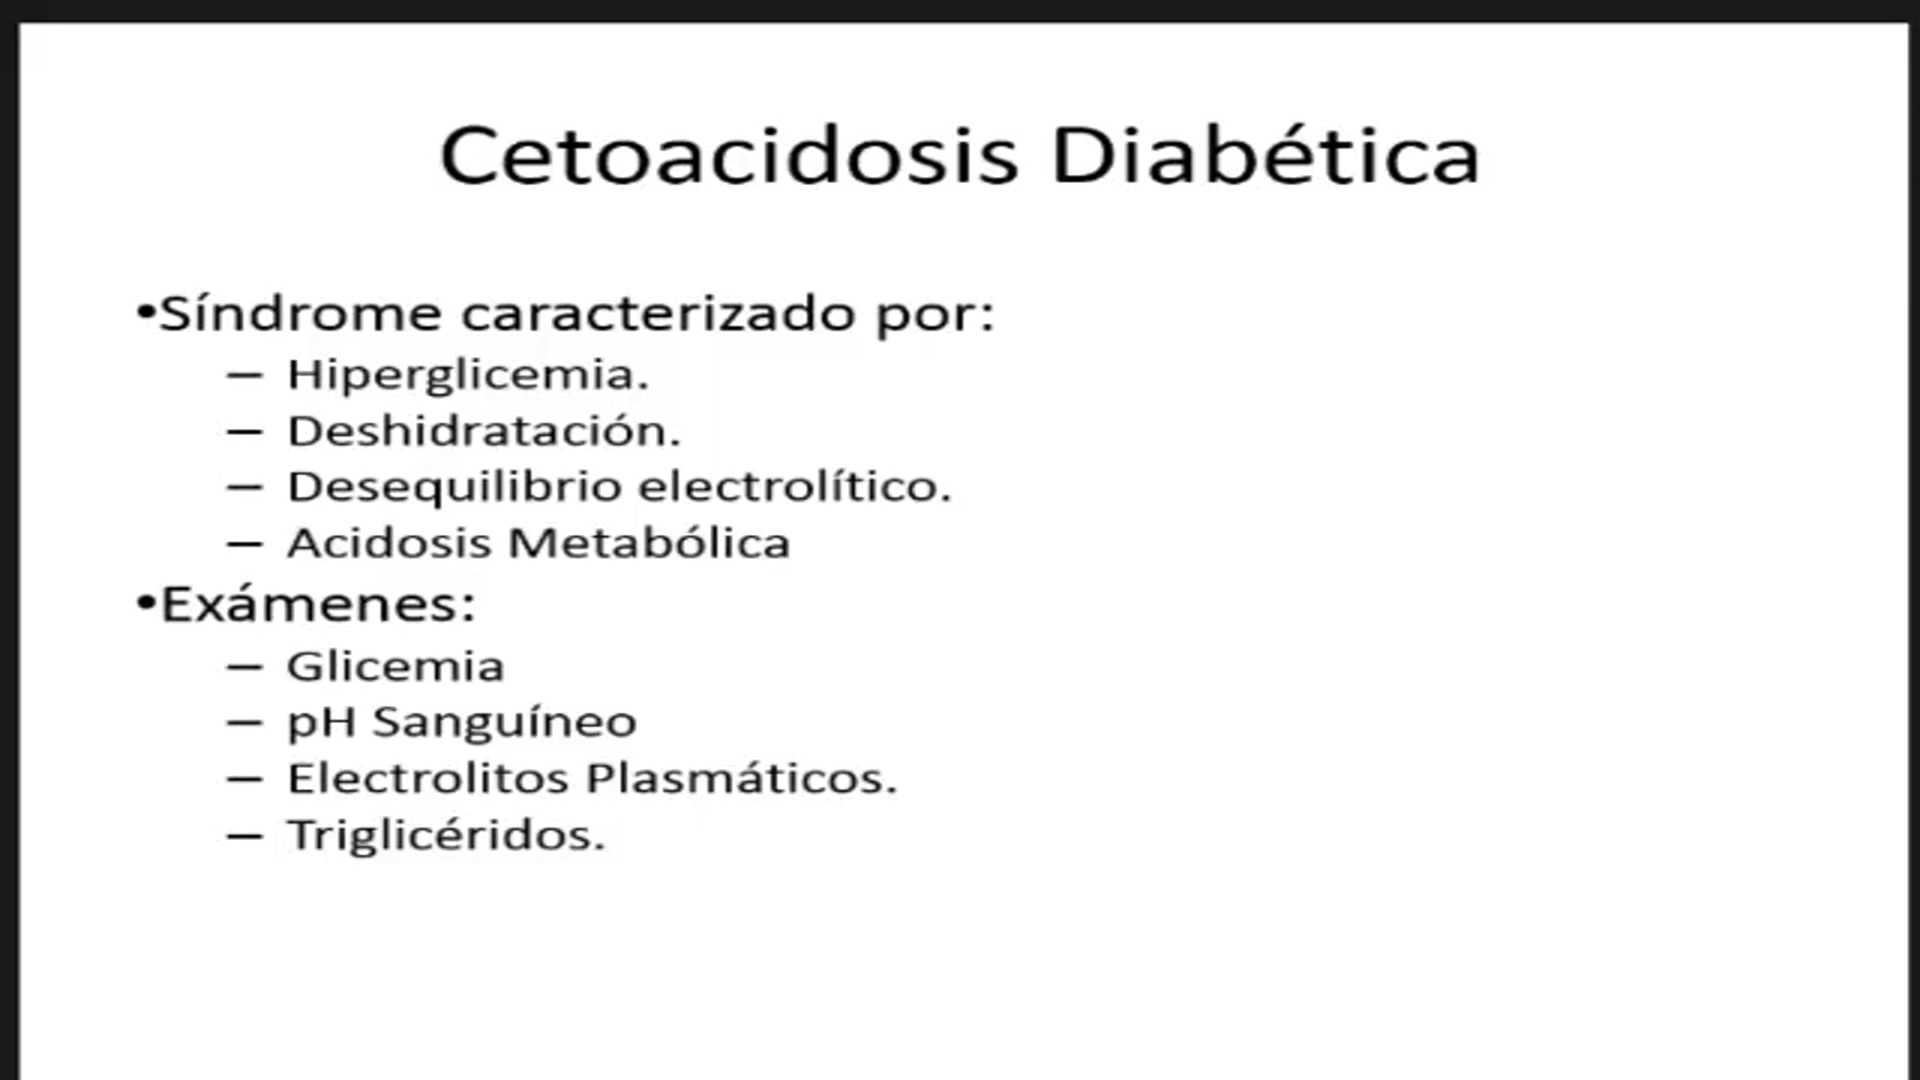 Cetoacidosis Diabética
•Síndrome caracterizado por:
– Hiperglicemia.
– Deshidratación.
– Desequilibrio electrolítico.
– Acidosis Metabólica
•Exámenes:
– Glicemia
– pH Sanguíneo
– Electrolitos Plasmáticos.
– Triglicéridos.